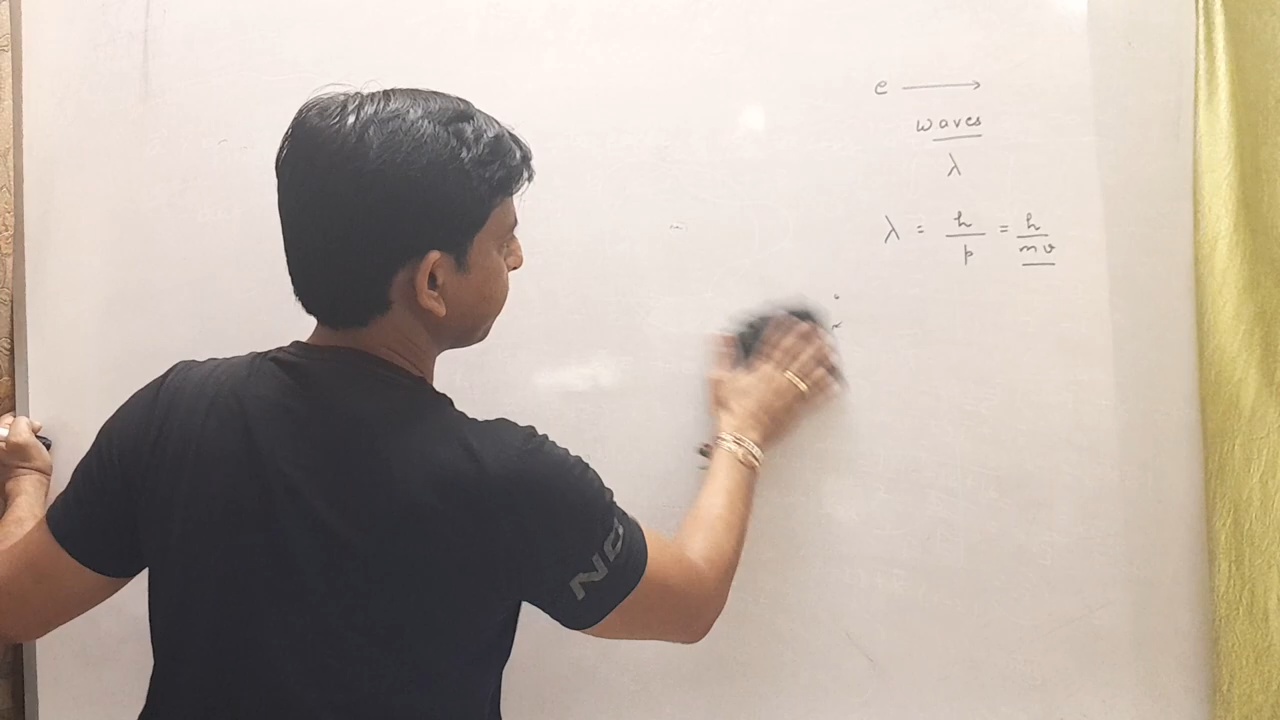 e ⟶
waves
λ
λ = h/p = h/mv